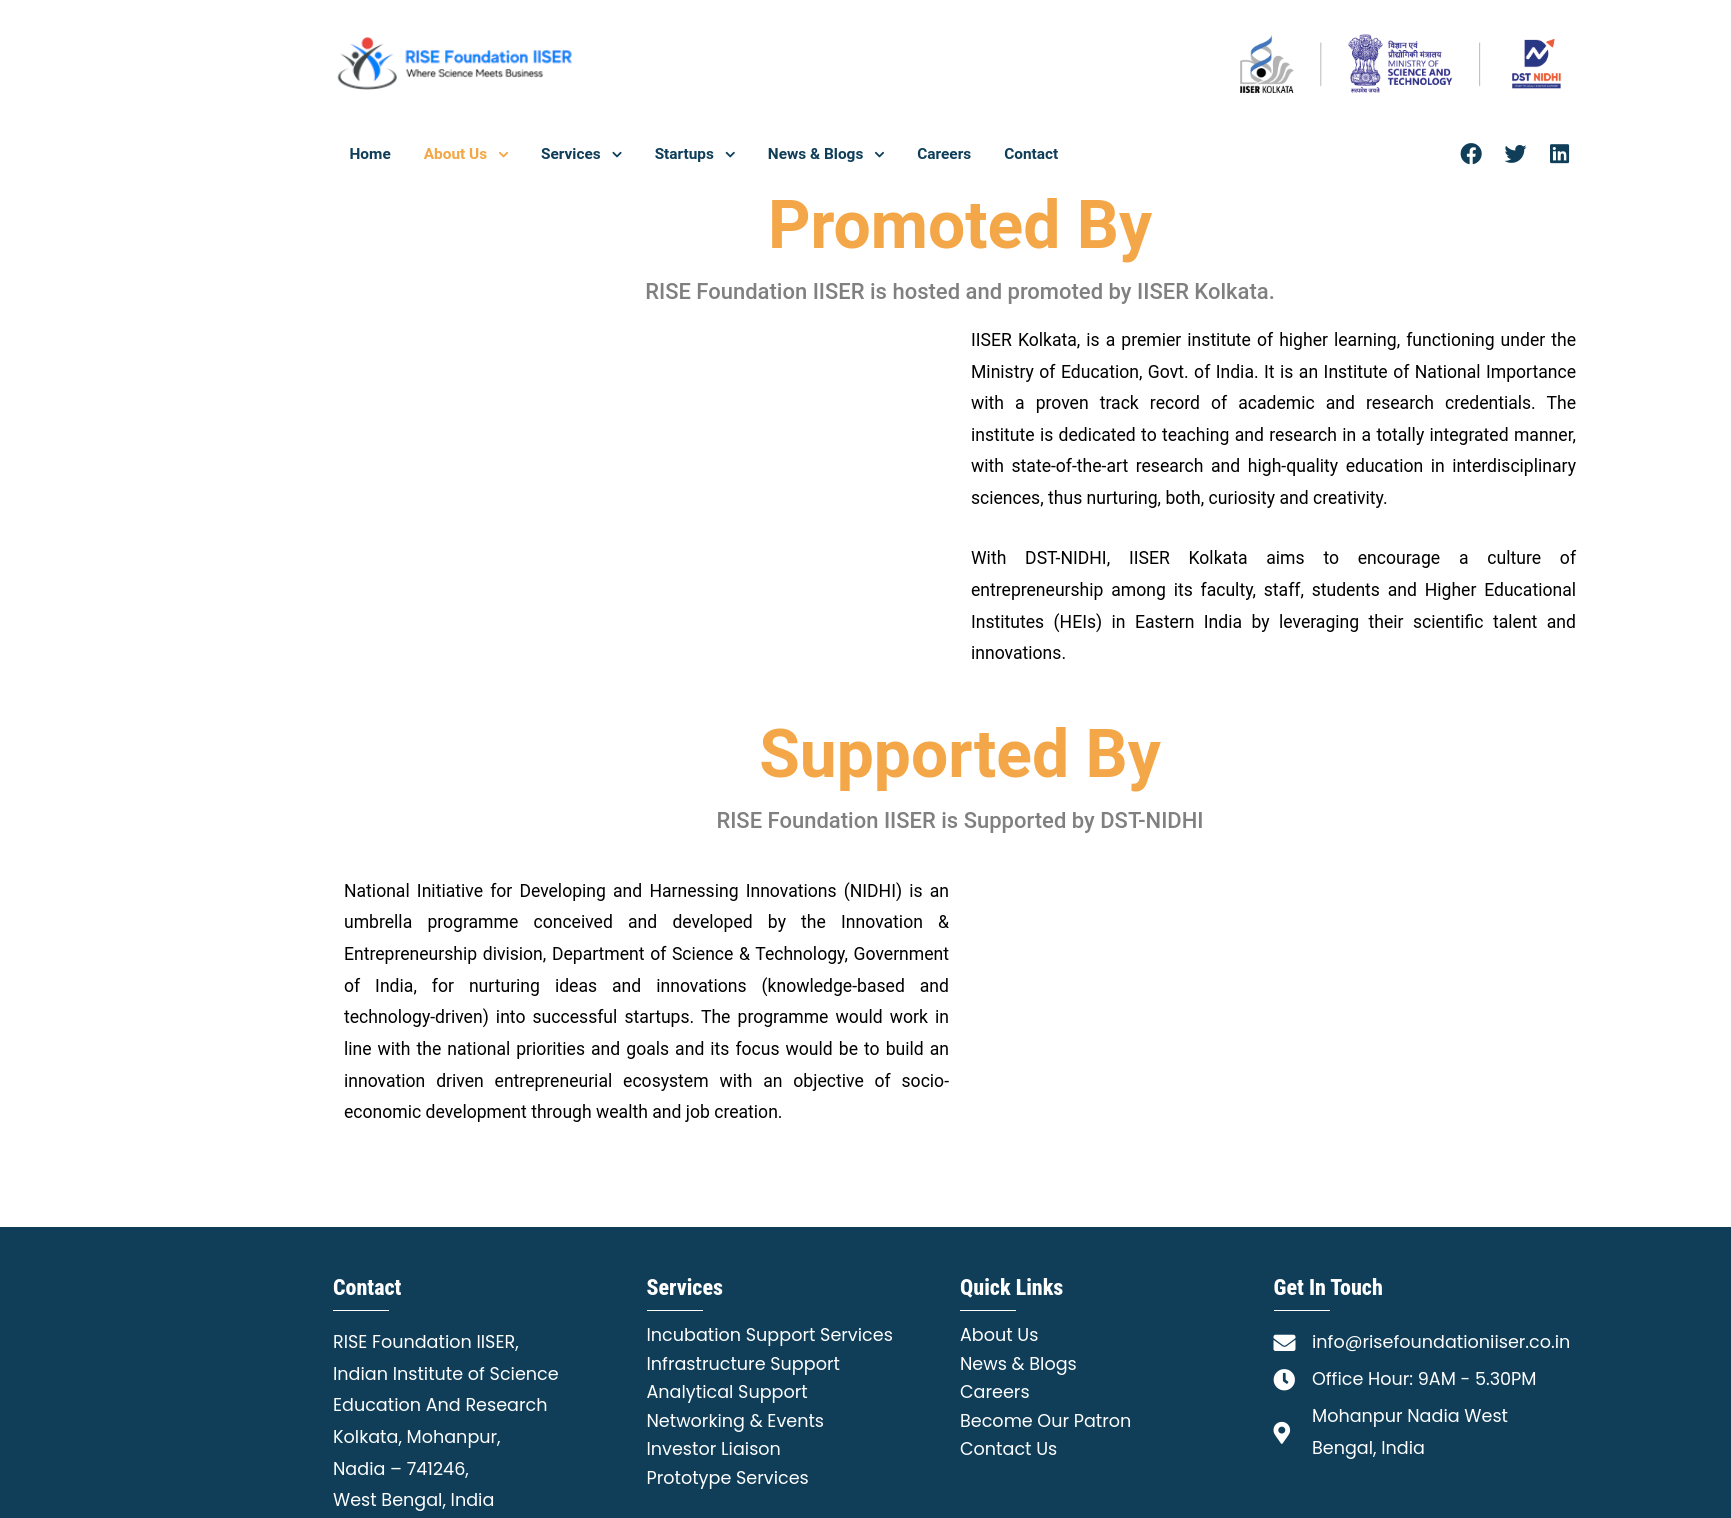 RISE Foundation IISER
Where Science Meets Business
IISER KOLKATA
विज्ञान एवं
प्रौद्योगिकी मंत्रालय
MINISTRY OF
SCIENCE AND
TECHNOLOGY
सत्यमेव जयते
DST NIDHI
Home About Us Services Startups News & Blogs Careers Contact
Promoted By
RISE Foundation IISER is hosted and promoted by IISER Kolkata.
IISER Kolkata, is a premier institute of higher learning, functioning under the
Ministry of Education, Govt. of India. It is an Institute of National Importance
with a proven track record of academic and research credentials. The
institute is dedicated to teaching and research in a totally integrated manner,
with state-of-the-art research and high-quality education in interdisciplinary
sciences, thus nurturing, both, curiosity and creativity.
With DST-NIDHI, IISER Kolkata aims to encourage a culture of
entrepreneurship among its faculty, staff, students and Higher Educational
Institutes (HEIs) in Eastern India by leveraging their scientific talent and
innovations.
Supported By
RISE Foundation IISER is Supported by DST-NIDHI
National Initiative for Developing and Harnessing Innovations (NIDHI) is an
umbrella programme conceived and developed by the Innovation &
Entrepreneurship division, Department of Science & Technology, Government
of India, for nurturing ideas and innovations (knowledge-based and
technology-driven) into successful startups. The programme would work in
line with the national priorities and goals and its focus would be to build an
innovation driven entrepreneurial ecosystem with an objective of socio-
economic development through wealth and job creation.
Contact
RISE Foundation IISER,
Indian Institute of Science
Education And Research
Kolkata, Mohanpur,
Nadia – 741246,
West Bengal, India
Services
Incubation Support Services
Infrastructure Support
Analytical Support
Networking & Events
Investor Liaison
Prototype Services
Quick Links
About Us
News & Blogs
Careers
Become Our Patron
Contact Us
Get In Touch
info@risefoundationiiser.co.in
Office Hour: 9AM - 5.30PM
Mohanpur Nadia West
Bengal, India